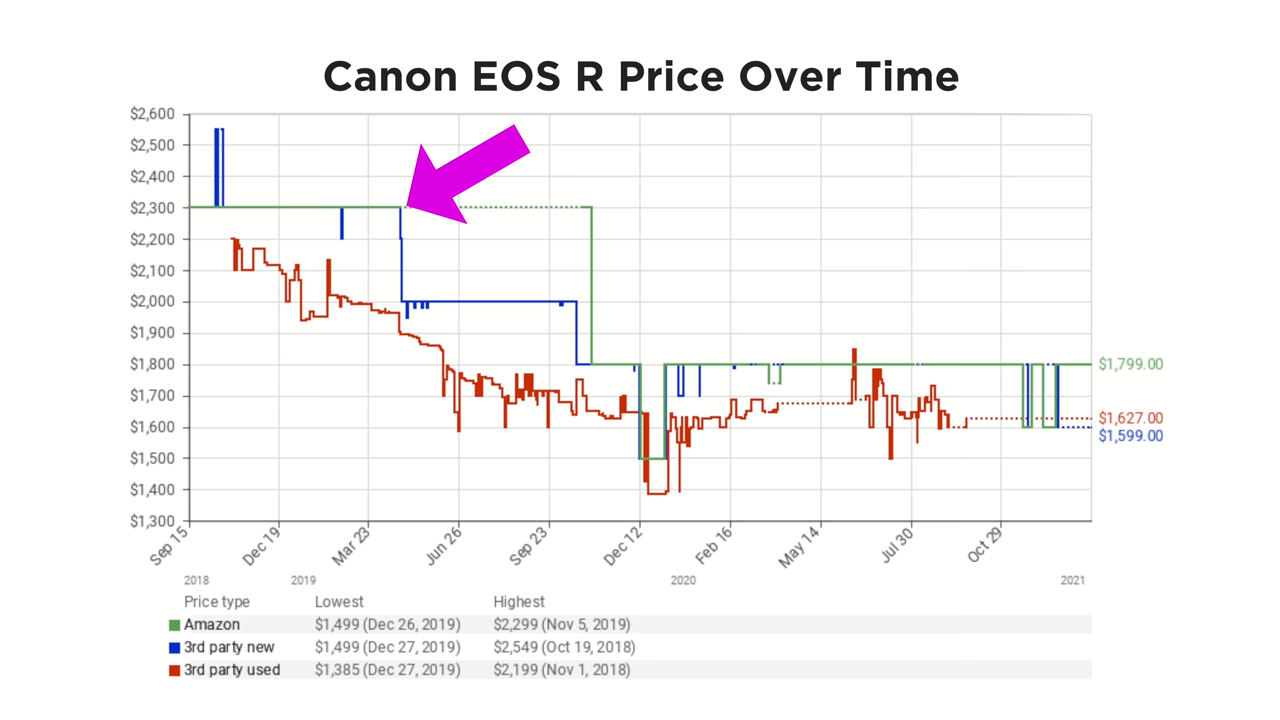 Canon EOS R Price Over Time
$2,600
$2,500
$2,400
$2,300
$2,200
$2,100
$2,000
$1,900
$1,800
$1,700
$1,600
$1,500
$1,400
$1,300
$1,799.00
$1,627.00
$1,599.00
Sep 15 Dec 19 Mar 23 Jun 26 Sep 23 Dec 12 Feb 16 May 14 Jul 30 Oct 29
2018 2019 2020 2021
Price type Lowest Highest
Amazon $1,499 (Dec 26, 2019) $2,299 (Nov 5, 2019)
3rd party new $1,499 (Dec 27, 2019) $2,549 (Oct 19, 2018)
3rd party used $1,385 (Dec 27, 2019) $2,199 (Nov 1, 2018)